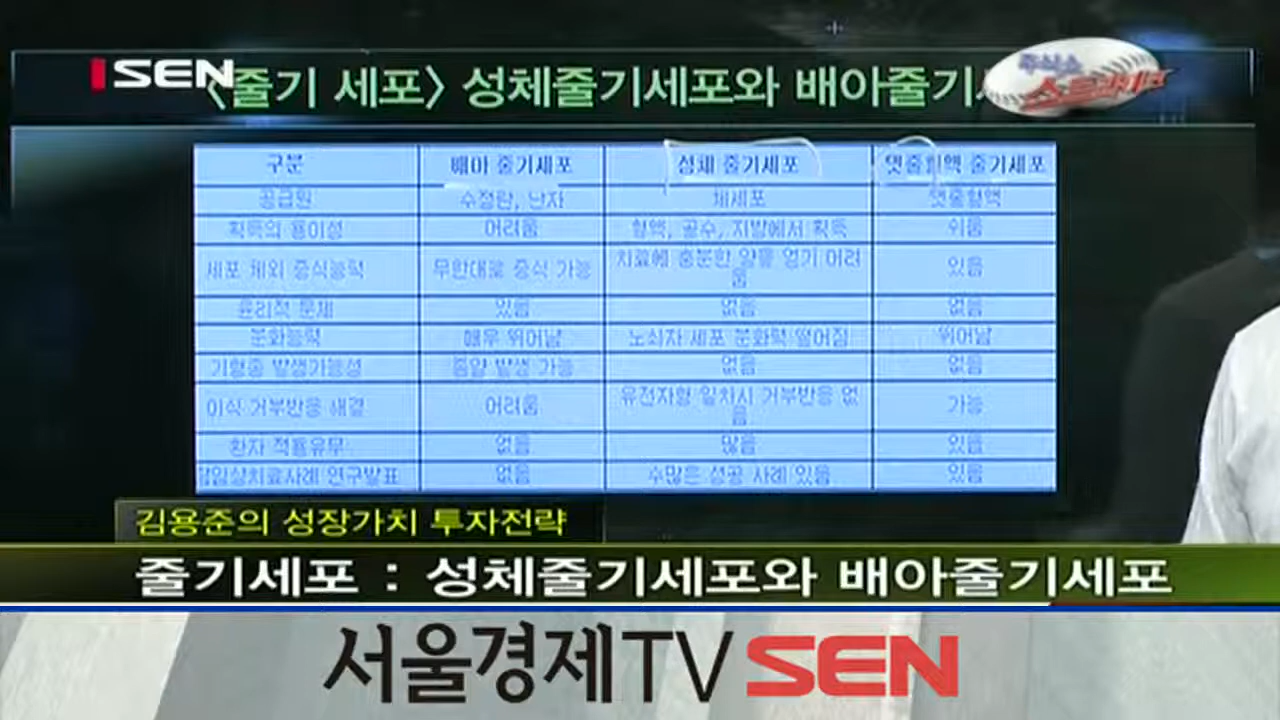 SEN
<줄기 세포> 성체줄기세포와 배아줄기
주식쇼
스트라이크
구분 배아 줄기세포 성체 줄기세포 댓줄혈액 줄기세포
공급원 수정란, 난자 체세포 탯줄혈액
획득의 용이성 어려움 혈액, 골수, 지방에서 획득 쉬움
세포 체외 증식능력 무한대로 증식 가능 치료에 충분한 양을 얻기 어려
움 있음
윤리적 문제 있음 없음 없음
분화능력 매우 뛰어남 노쇠자 세포 분화력 떨어짐 뛰어남
기형종 발생가능성 종양 발생 가능 없음 없음
이식 거부반응 해결 어려움 유전자형 일치시 거부반응 없
음 가능
환자 적용유무 없음 많음 있음
임상치료사례 연구발표 없음 수많은 성공 사례 있음 있음
김용준의 성장가치 투자전략
줄기세포 : 성체줄기세포와 배아줄기세포
서울경제TV SEN